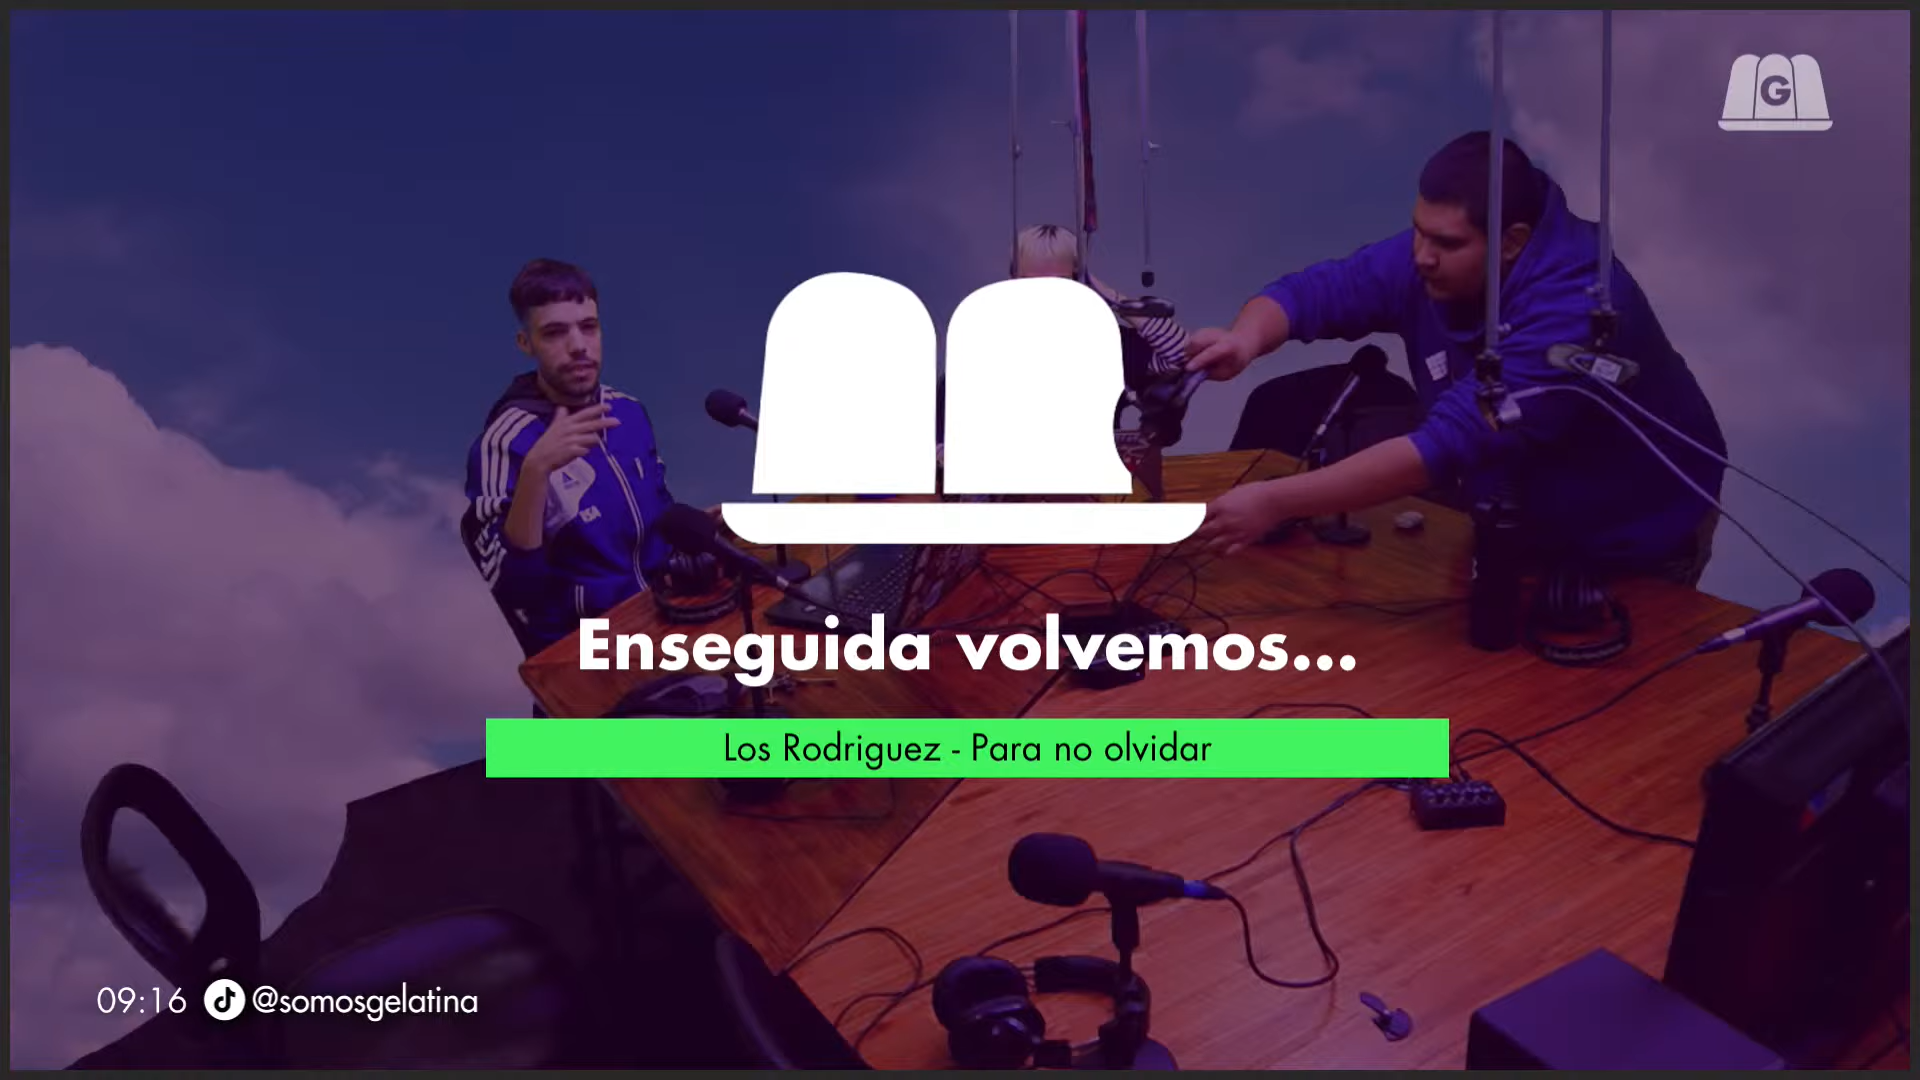 G
Enseguida volvemos...
Los Rodriguez - Para no olvidar
09:16 @somosgelatina